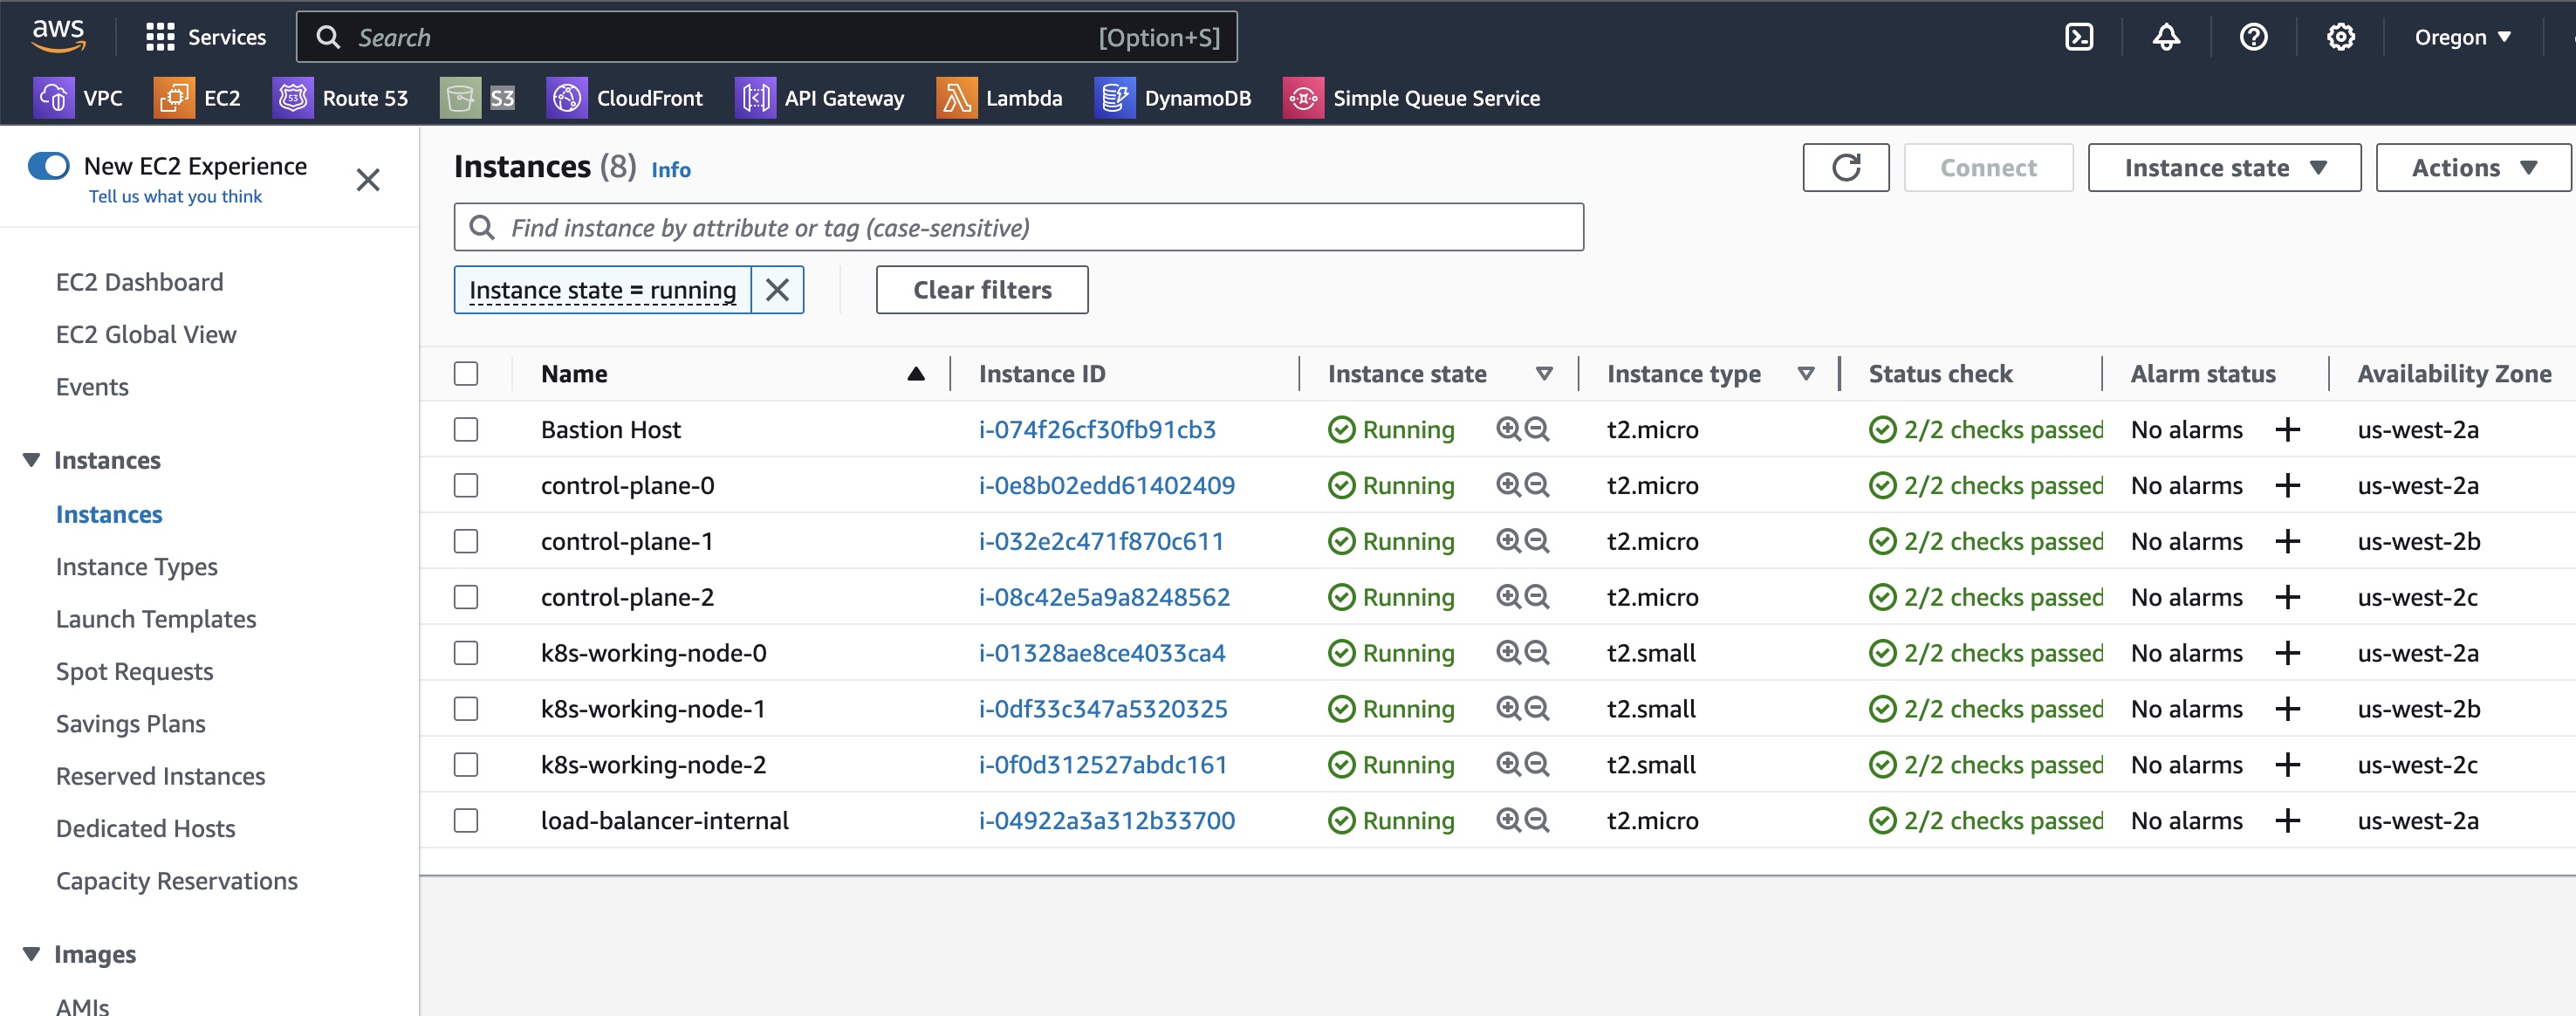 aws
Services
Search [Option+S]
Oregon
VPC EC2 Route 53 S3 CloudFront API Gateway Lambda DynamoDB Simple Queue Service
New EC2 Experience
Tell us what you think
EC2 Dashboard
EC2 Global View
Events
Instances
Instances
Instance Types
Launch Templates
Spot Requests
Savings Plans
Reserved Instances
Dedicated Hosts
Capacity Reservations
Images
AMIs
Instances (8) Info
Connect
Instance state
Actions
Find instance by attribute or tag (case-sensitive)
Instance state = running
Clear filters
Name Instance ID Instance state Instance type Status check Alarm status Availability Zone
Bastion Host i-074f26cf30fb91cb3 Running t2.micro 2/2 checks passed No alarms us-west-2a
control-plane-0 i-0e8b02edd61402409 Running t2.micro 2/2 checks passed No alarms us-west-2a
control-plane-1 i-032e2c471f870c611 Running t2.micro 2/2 checks passed No alarms us-west-2b
control-plane-2 i-08c42e5a9a8248562 Running t2.micro 2/2 checks passed No alarms us-west-2c
k8s-working-node-0 i-01328ae8ce4033ca4 Running t2.small 2/2 checks passed No alarms us-west-2a
k8s-working-node-1 i-0df33c347a5320325 Running t2.small 2/2 checks passed No alarms us-west-2b
k8s-working-node-2 i-0f0d312527abdc161 Running t2.small 2/2 checks passed No alarms us-west-2c
load-balancer-internal i-04922a3a312b33700 Running t2.micro 2/2 checks passed No alarms us-west-2a